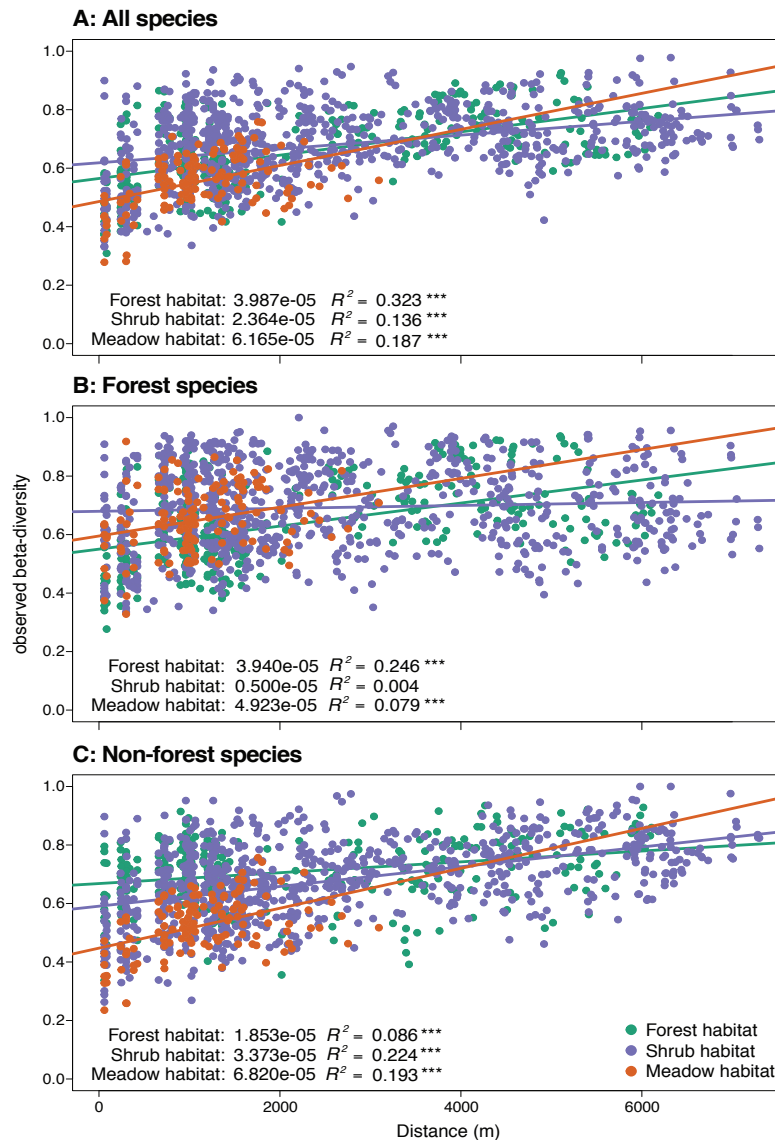 A: All species
1.0
0.8
0.6
0.4
0.2
0.0
Forest habitat: 3.987e-05 R² = 0.323 ***
Shrub habitat: 2.364e-05 R² = 0.136 ***
Meadow habitat: 6.165e-05 R² = 0.187 ***
B: Forest species
1.0
0.8
0.6
0.4
0.2
0.0
observed beta-diversity
Forest habitat: 3.940e-05 R² = 0.246 ***
Shrub habitat: 0.500e-05 R² = 0.004
Meadow habitat: 4.923e-05 R² = 0.079 ***
C: Non-forest species
1.0
0.8
0.6
0.4
0.2
0.0
Forest habitat: 1.853e-05 R² = 0.086 ***
Shrub habitat: 3.373e-05 R² = 0.224 ***
Meadow habitat: 6.820e-05 R² = 0.193 ***
Forest habitat
Shrub habitat
Meadow habitat
0 2000 4000 6000
Distance (m)